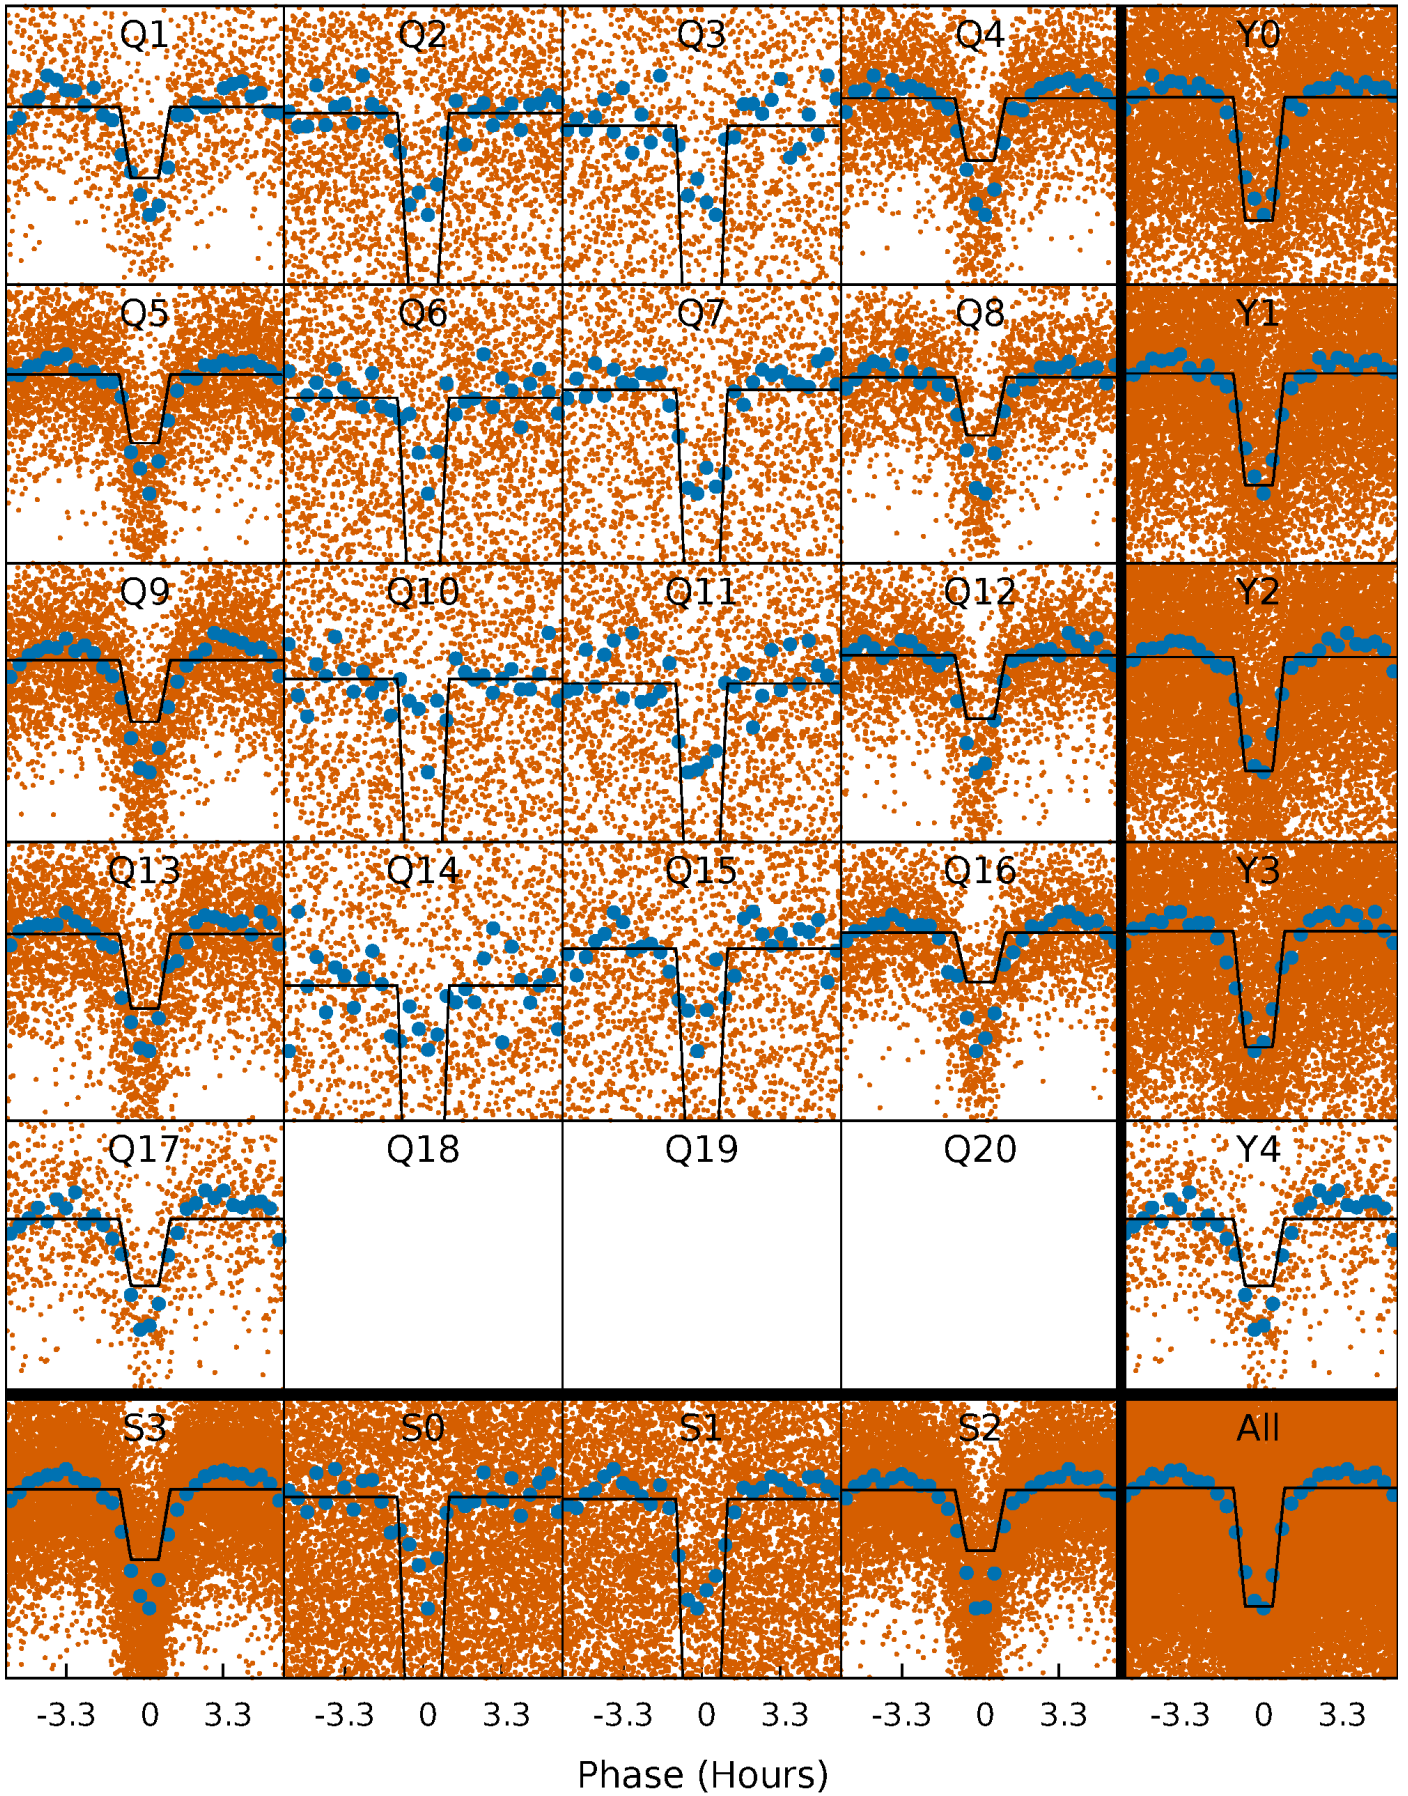 Q1 Q2 Q3 Q4 Y0
Q5 Q6 Q7 Q8 Y1
Q9 Q10 Q11 Q12 Y2
Q13 Q14 Q15 Q16 Y3
Q17 Q18 Q19 Q20 Y4
S3 S0 S1 S2 All
-3.3 0 3.3 -3.3 0 3.3 -3.3 0 3.3 -3.3 0 3.3 -3.3 0 3.3
Phase (Hours)